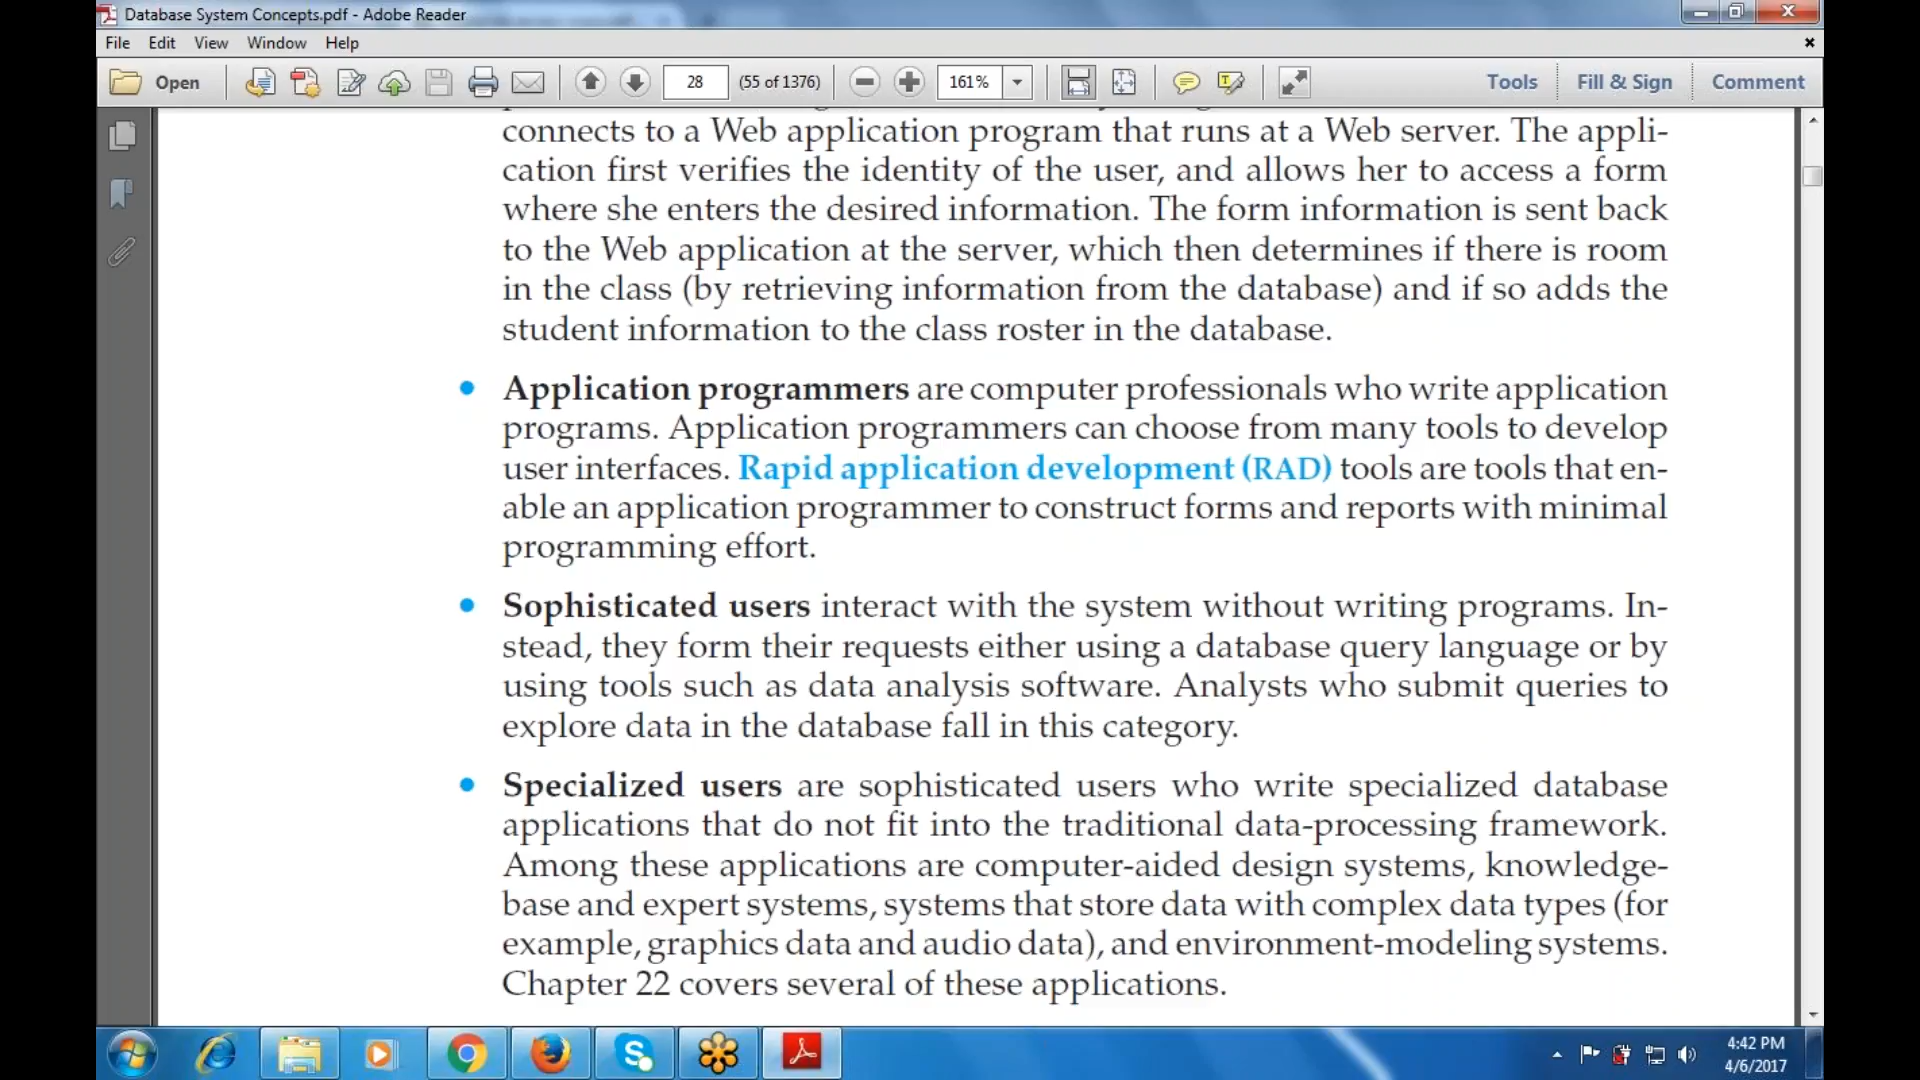 Database System Concepts.pdf - Adobe Reader
File Edit View Window Help
Open 28 (55 of 1376) 161% Tools Fill & Sign Comment
connects to a Web application program that runs at a Web server. The appli-
cation first verifies the identity of the user, and allows her to access a form
where she enters the desired information. The form information is sent back
to the Web application at the server, which then determines if there is room
in the class (by retrieving information from the database) and if so adds the
student information to the class roster in the database.
• Application programmers are computer professionals who write application
programs. Application programmers can choose from many tools to develop
user interfaces. Rapid application development (RAD) tools are tools that en-
able an application programmer to construct forms and reports with minimal
programming effort.
• Sophisticated users interact with the system without writing programs. In-
stead, they form their requests either using a database query language or by
using tools such as data analysis software. Analysts who submit queries to
explore data in the database fall in this category.
• Specialized users are sophisticated users who write specialized database
applications that do not fit into the traditional data-processing framework.
Among these applications are computer-aided design systems, knowledge-
base and expert systems, systems that store data with complex data types (for
example, graphics data and audio data), and environment-modeling systems.
Chapter 22 covers several of these applications.
4:42 PM
4/6/2017